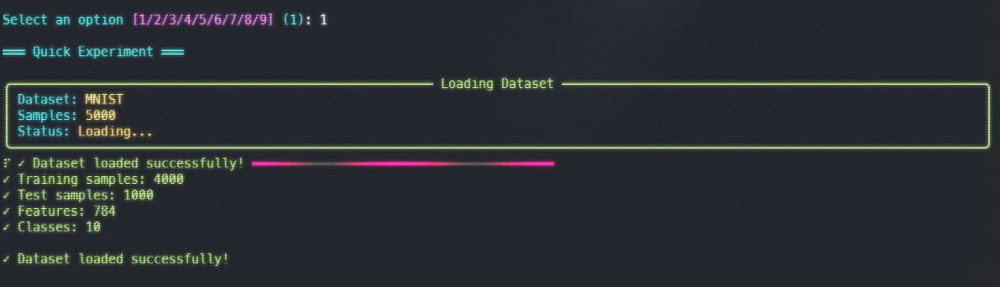 Select an option [1/2/3/4/5/6/7/8/9] (1): 1
═══ Quick Experiment ═══
Loading Dataset
Dataset: MNIST
Samples: 5000
Status: Loading...
⠏ ✓ Dataset loaded successfully!
✓ Training samples: 4000
✓ Test samples: 1000
✓ Features: 784
✓ Classes: 10
✓ Dataset loaded successfully!